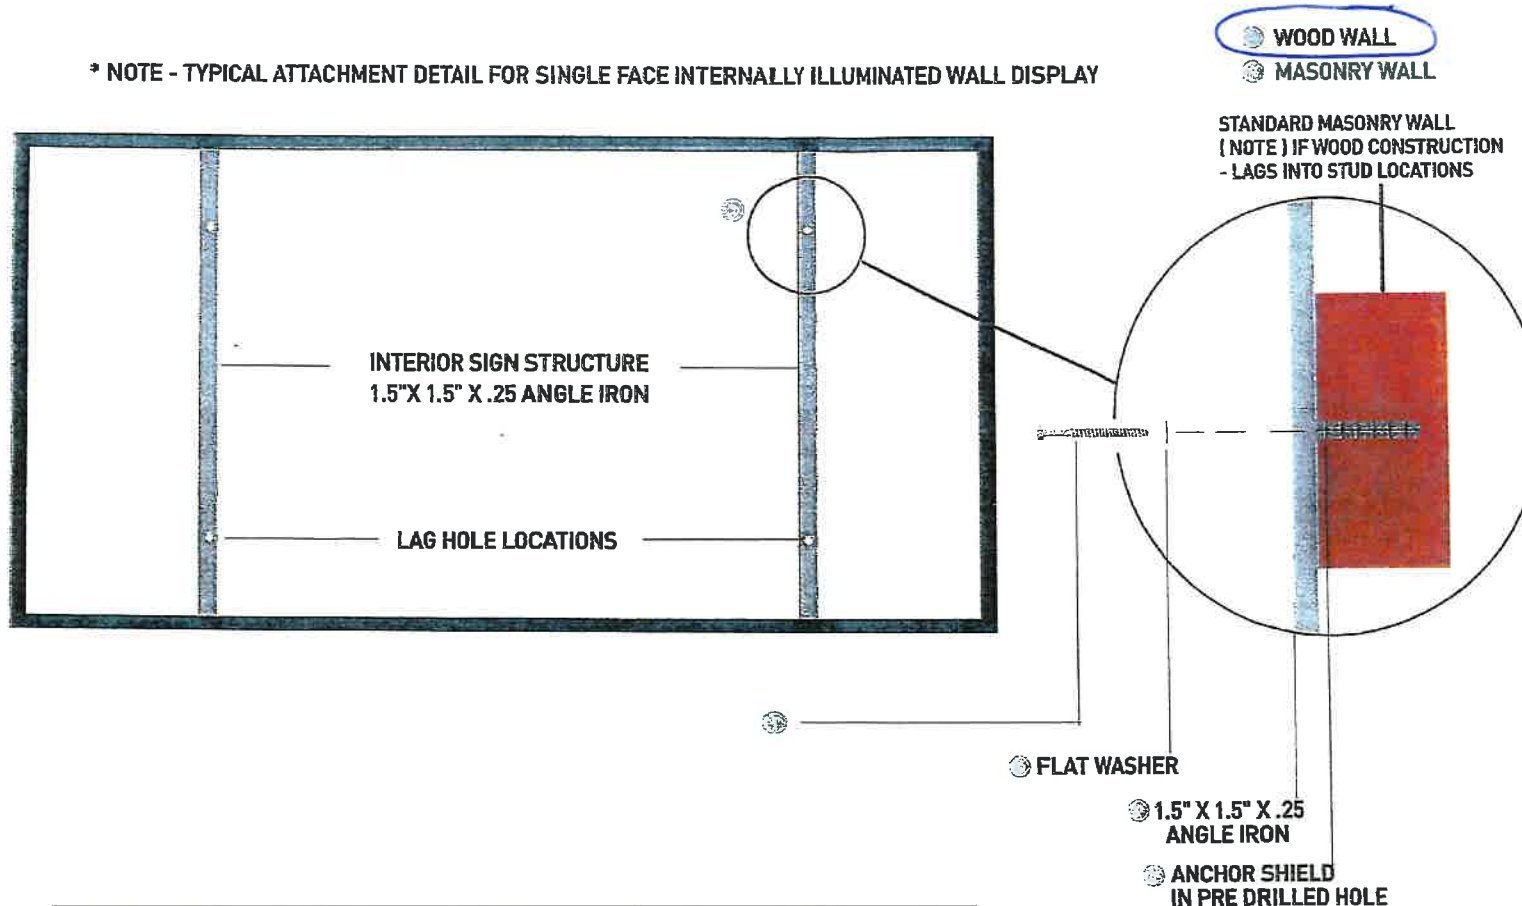 WOOD WALL
* NOTE - TYPICAL ATTACHMENT DETAIL FOR SINGLE FACE INTERNALLY ILLUMINATED WALL DISPLAY
MASONRY WALL
STANDARD MASONRY WALL
( NOTE ) IF WOOD CONSTRUCTION
- LAGS INTO STUD LOCATIONS
INTERIOR SIGN STRUCTURE
1.5"X 1.5" X .25 ANGLE IRON
LAG HOLE LOCATIONS
FLAT WASHER
1.5" X 1.5" X .25
ANGLE IRON
ANCHOR SHIELD
IN PRE DRILLED HOLE